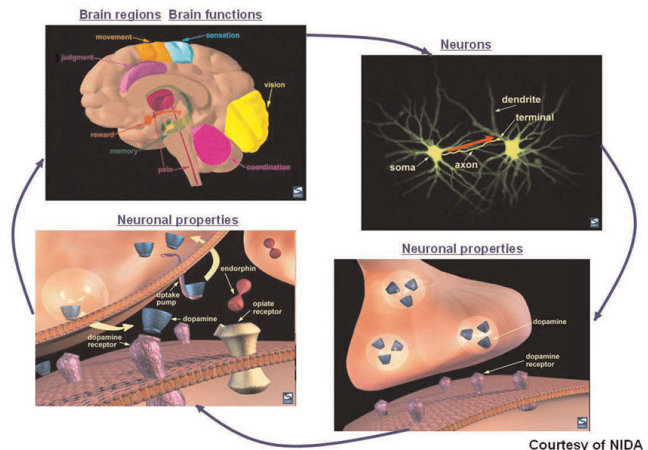 Brain regions Brain functions
movement
sensation
judgment
vision
reward
memory
pain
coordination
Neurons
dendrite
terminal
soma
axon
Neuronal properties
endorphin
uptake
pump
opiate
receptor
dopamine
dopamine
receptor
Neuronal properties
dopamine
dopamine
receptor
Courtesy of NIDA